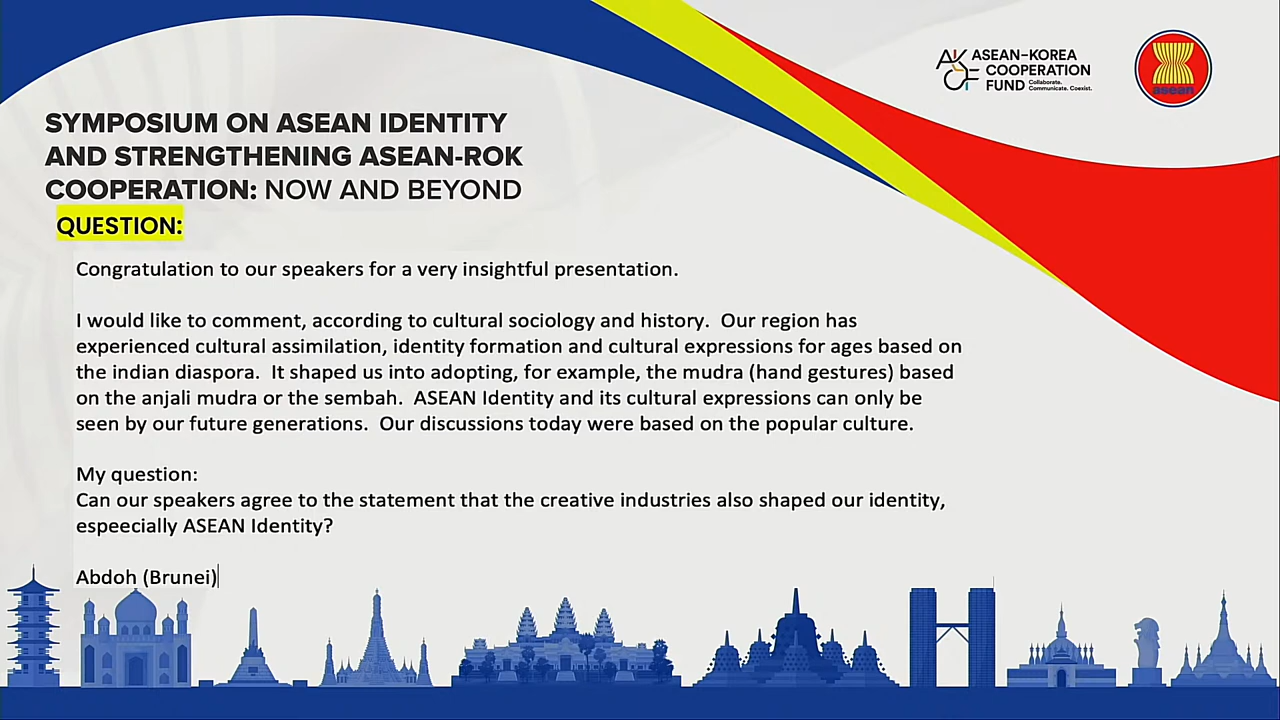 ASEAN-KOREA
COOPERATION
FUND Collaborate.
Communicate. Coexist.
asean
SYMPOSIUM ON ASEAN IDENTITY
AND STRENGTHENING ASEAN-ROK
COOPERATION: NOW AND BEYOND
QUESTION:
Congratulation to our speakers for a very insightful presentation.
I would like to comment, according to cultural sociology and history.  Our region has
experienced cultural assimilation, identity formation and cultural expressions for ages based on
the indian diaspora.  It shaped us into adopting, for example, the mudra (hand gestures) based
on the anjali mudra or the sembah.  ASEAN Identity and its cultural expressions can only be
seen by our future generations.  Our discussions today were based on the popular culture.
My question:
Can our speakers agree to the statement that the creative industries also shaped our identity,
espeecially ASEAN Identity?
Abdoh (Brunei)